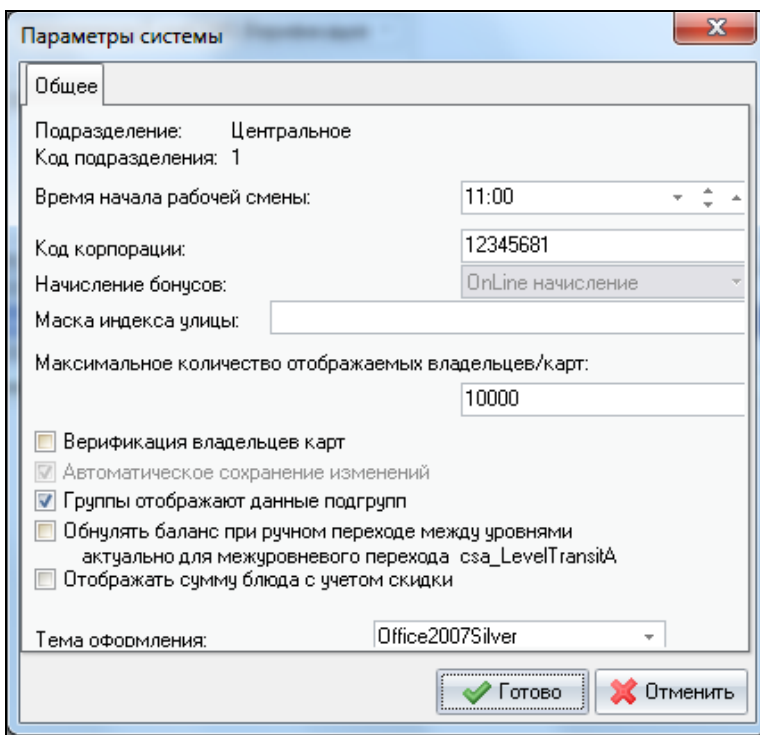 Параметры системы
Общее
Подразделение: Центральное
Код подразделения: 1
Время начала рабочей смены: 11:00
Код корпорации: 12345681
Начисление бонусов: OnLine начисление
Маска индекса улицы:
Максимальное количество отображаемых владельцев/карт:
10000
Верификация владельцев карт
Автоматическое сохранение изменений
Группы отображают данные подгрупп
Обнулять баланс при ручном переходе между уровнями
актуально для межуровневого перехода csa_LevelTransitA
Отображать сумму блюда с учетом скидки
Тема оформления: Office2007Silver
Готово Отменить